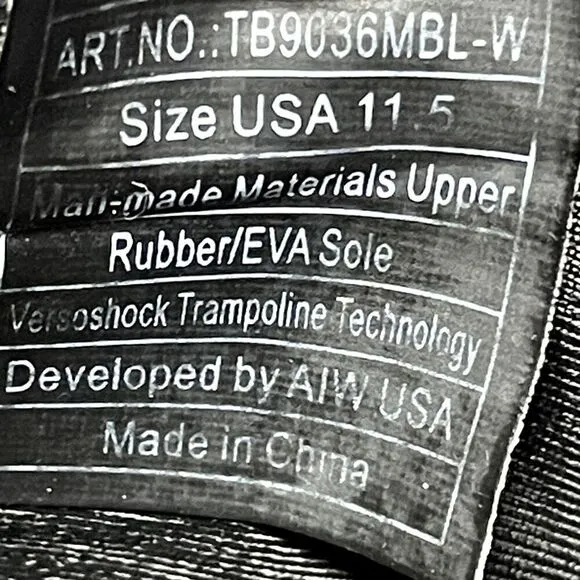 ART.NO.:TB9036MBL-W
Size USA 11.5
Man-made Materials Upper
Rubber/EVA Sole
Versoshock Trampoline Technology
Developed by AIW USA
Made in China